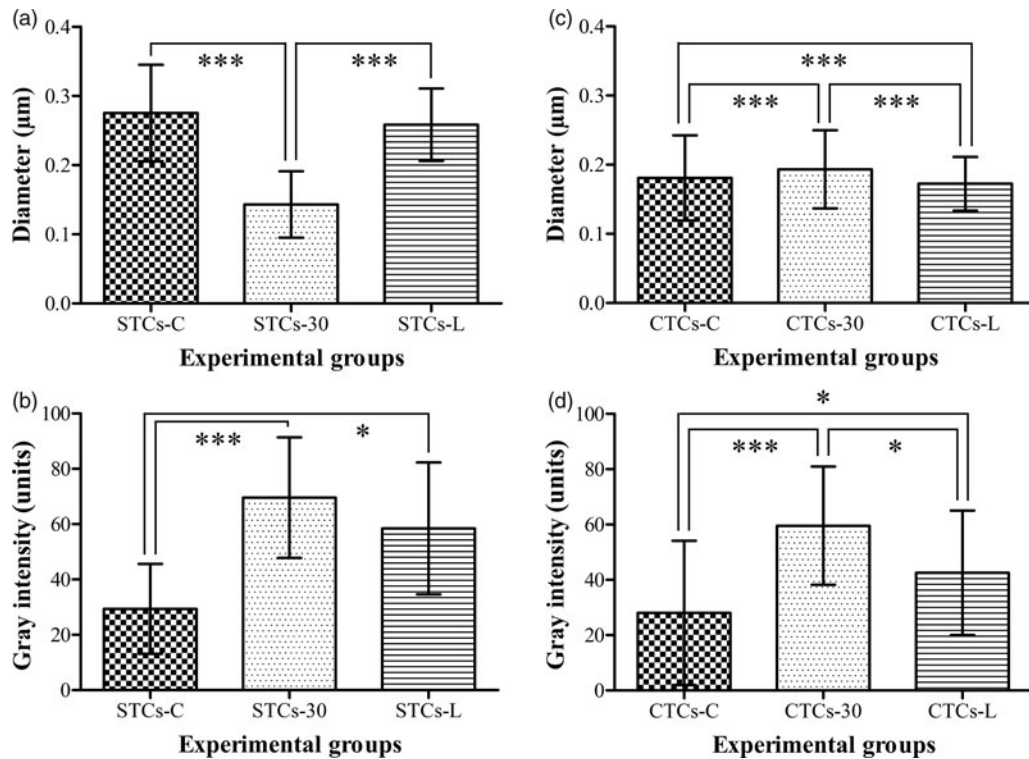 (a)
0.4
0.3
0.2
0.1
0.0
Diameter (µm)
***
***
STCs-C STCs-30 STCs-L
Experimental groups
(c)
0.4
0.3
0.2
0.1
0.0
Diameter (µm)
***
***
***
CTCs-C CTCs-30 CTCs-L
Experimental groups
(b)
100
80
60
40
20
0
Gray intensity (units)
***
*
STCs-C STCs-30 STCs-L
Experimental groups
(d)
100
80
60
40
20
0
Gray intensity (units)
*
***
*
CTCs-C CTCs-30 CTCs-L
Experimental groups